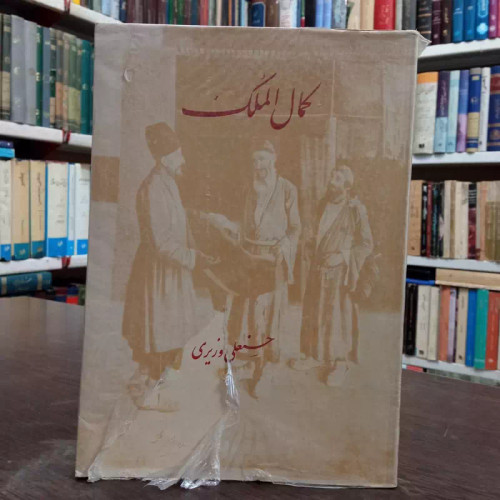 کمال الملک
حسنعلی وزیری